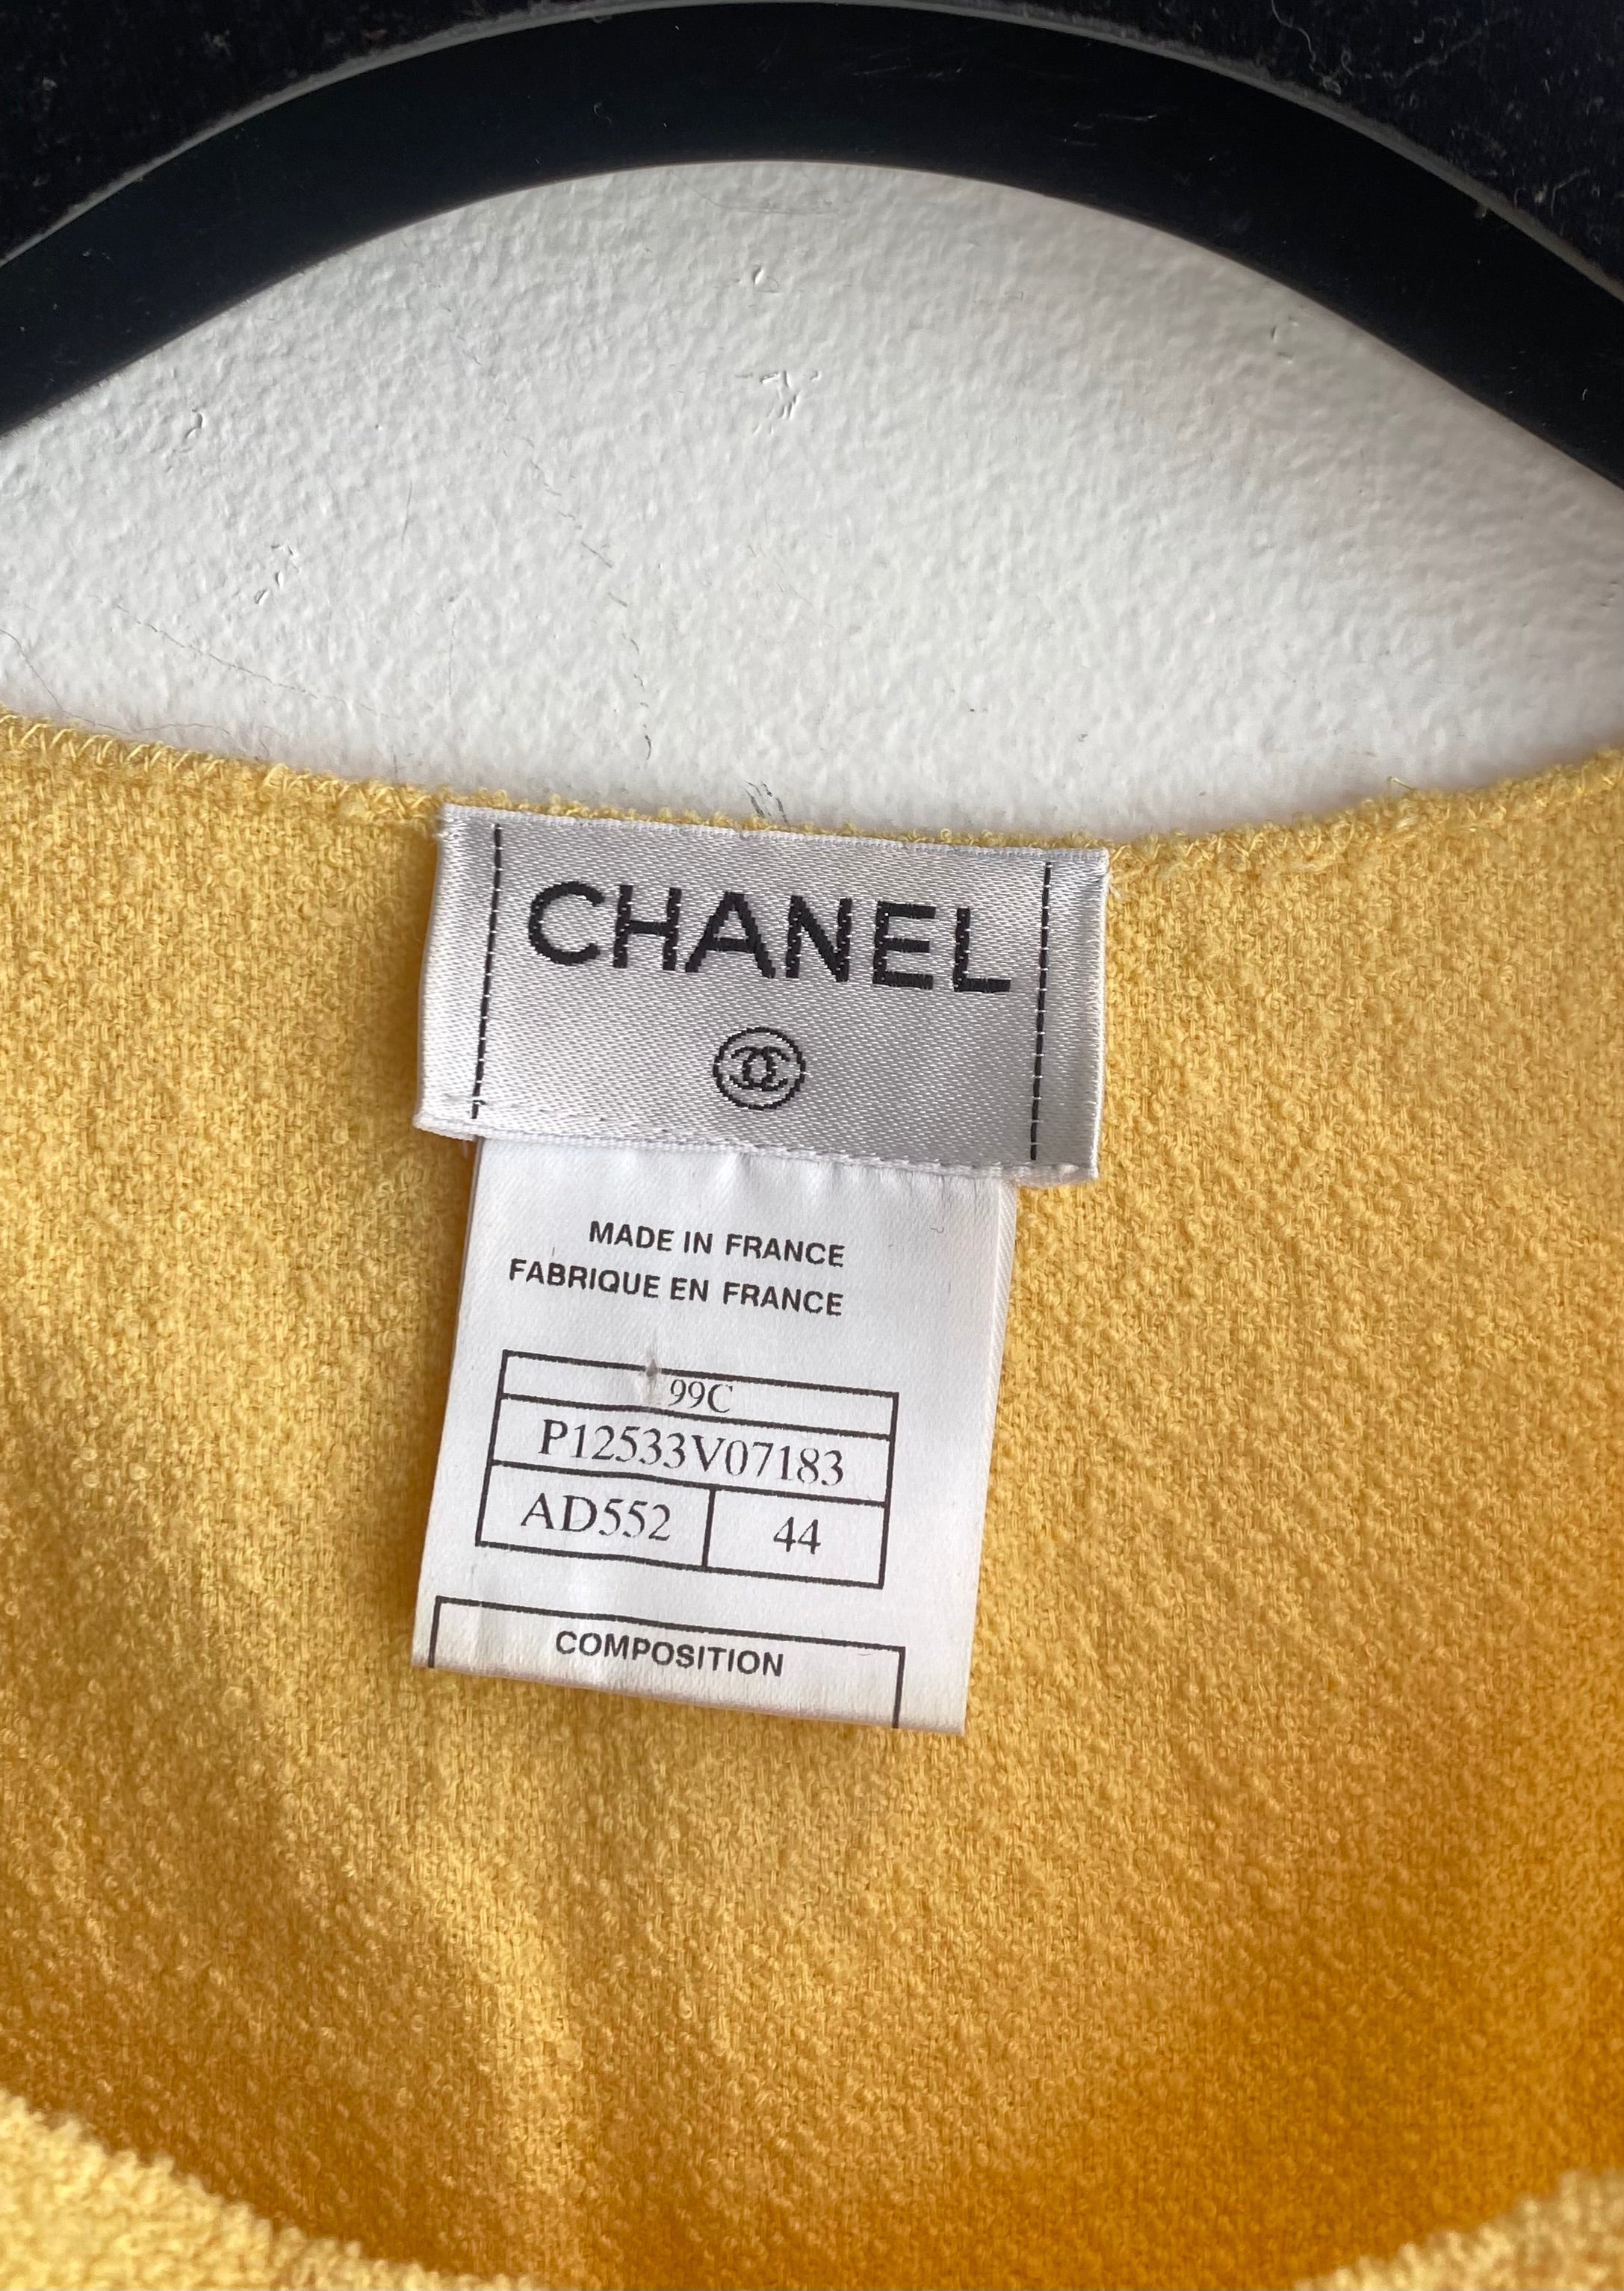 CHANEL
MADE IN FRANCE
FABRIQUE EN FRANCE
99C
P12533V07183
AD552 44
COMPOSITION